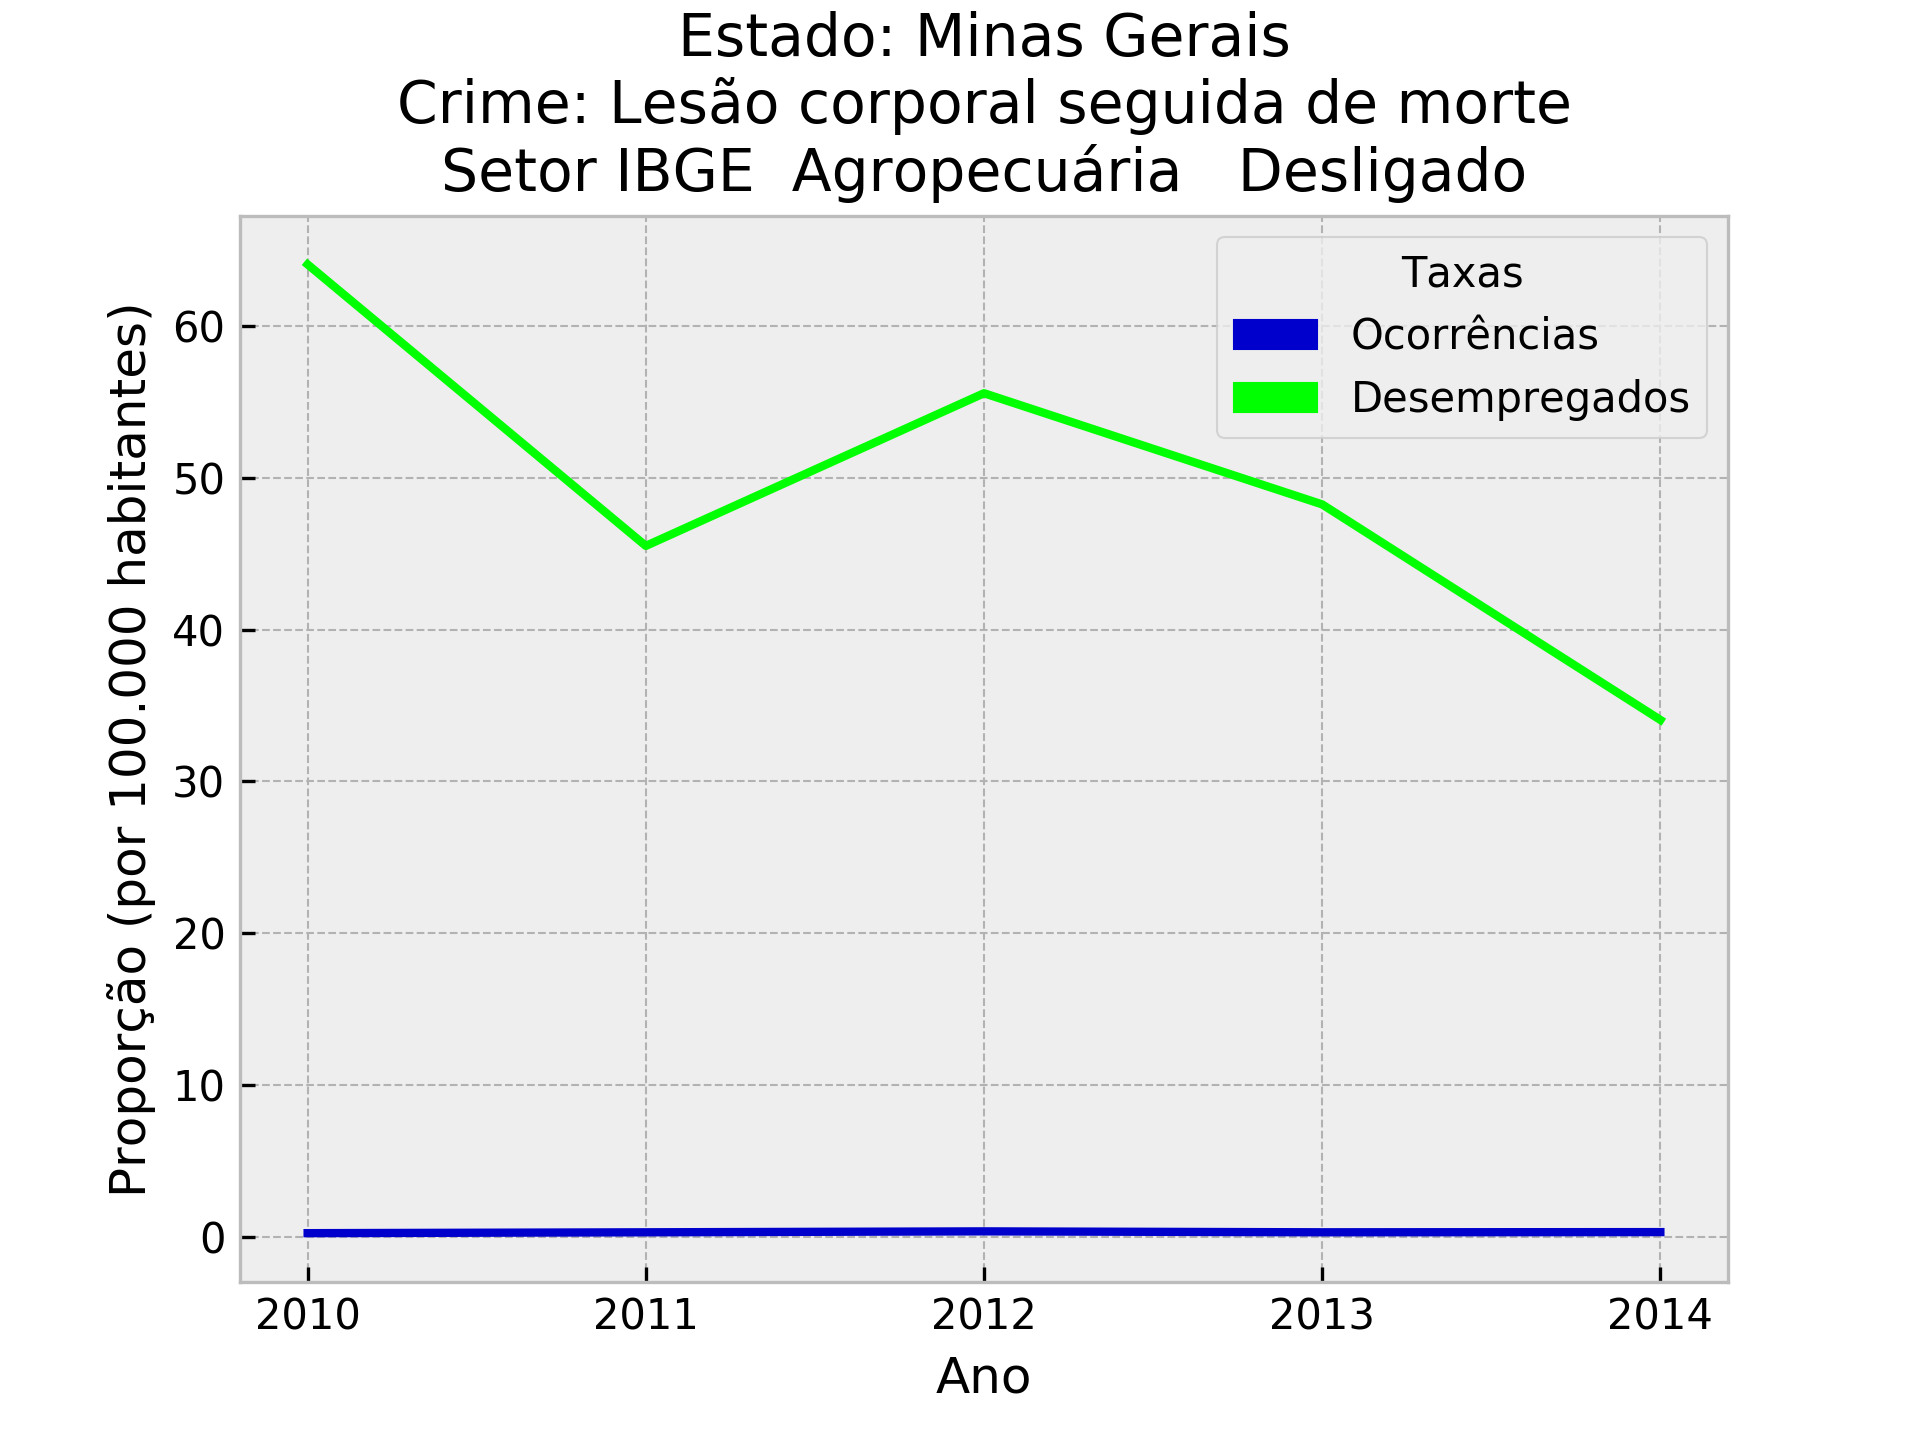 Estado: Minas Gerais
Crime: Lesão corporal seguida de morte
Setor IBGE  Agropecuária   Desligado
Taxas
Ocorrências
Desempregados
Proporção (por 100.000 habitantes)
60
50
40
30
20
10
0
2010 2011 2012 2013 2014
Ano